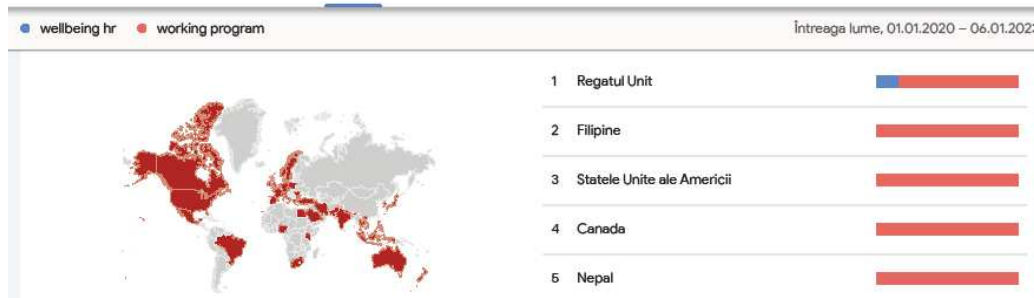 wellbeing hr working program Întreaga lume, 01.01.2020 – 06.01.202
1 Regatul Unit
2 Filipine
3 Statele Unite ale Americii
4 Canada
5 Nepal